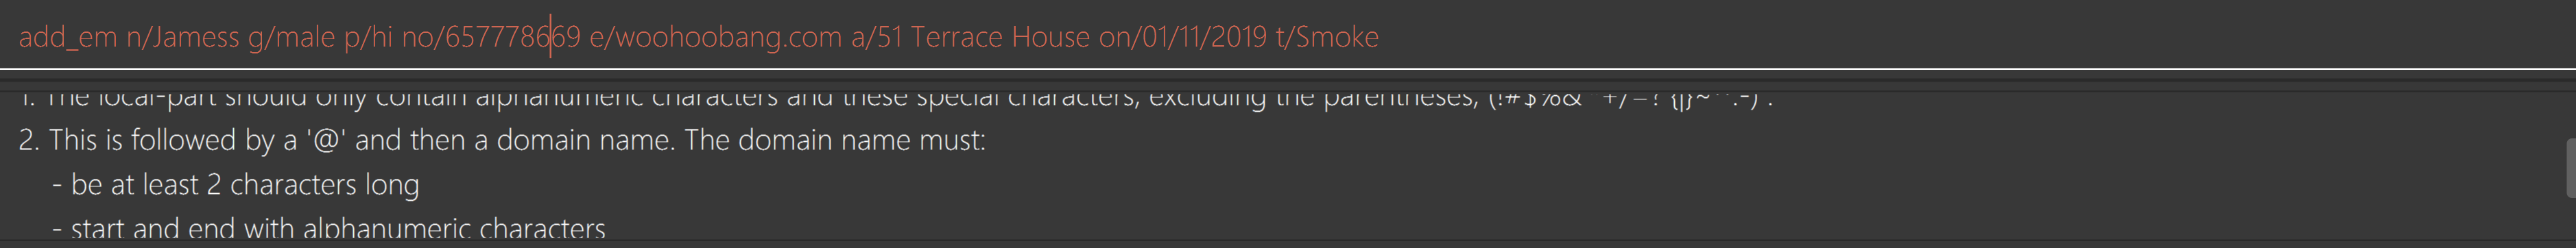 add_em n/Jamess g/male p/hi no/657778669 e/woohoobang.com a/51 Terrace House on/01/11/2019 t/Smoke
1. The local-part should only contain alphanumeric characters and these special characters, excluding the parentheses,
2. This is followed by a '@' and then a domain name. The domain name must:
- be at least 2 characters long
- start and end with alphanumeric characters